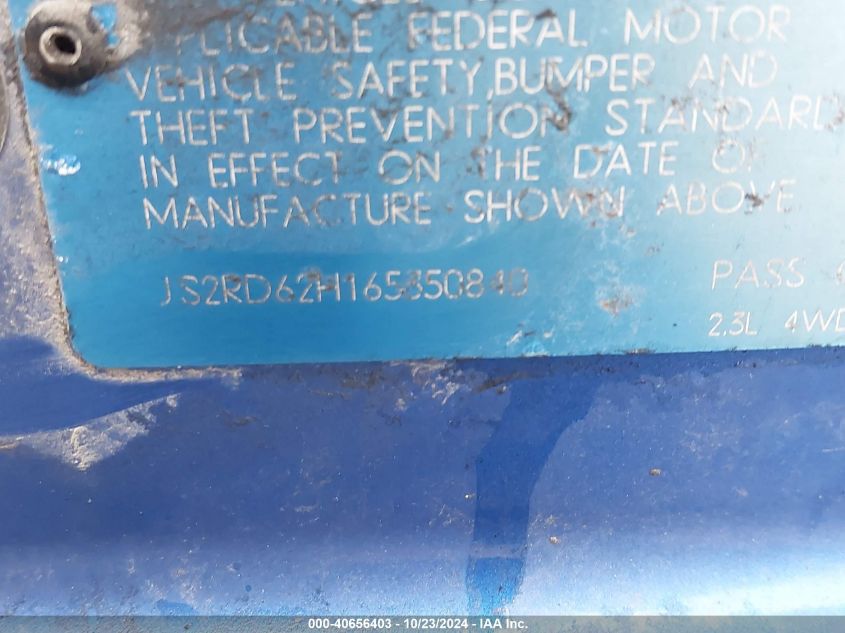 APPLICABLE FEDERAL MOTOR
VEHICLE SAFETY,BUMPER AND
THEFT PREVENTION STANDARD
IN EFFECT ON THE DATE OF
MANUFACTURE SHOWN ABOVE
JS2RD62H165350840
PASS
2.3L 4WD
000-40656403 - 10/23/2024 - IAA Inc.